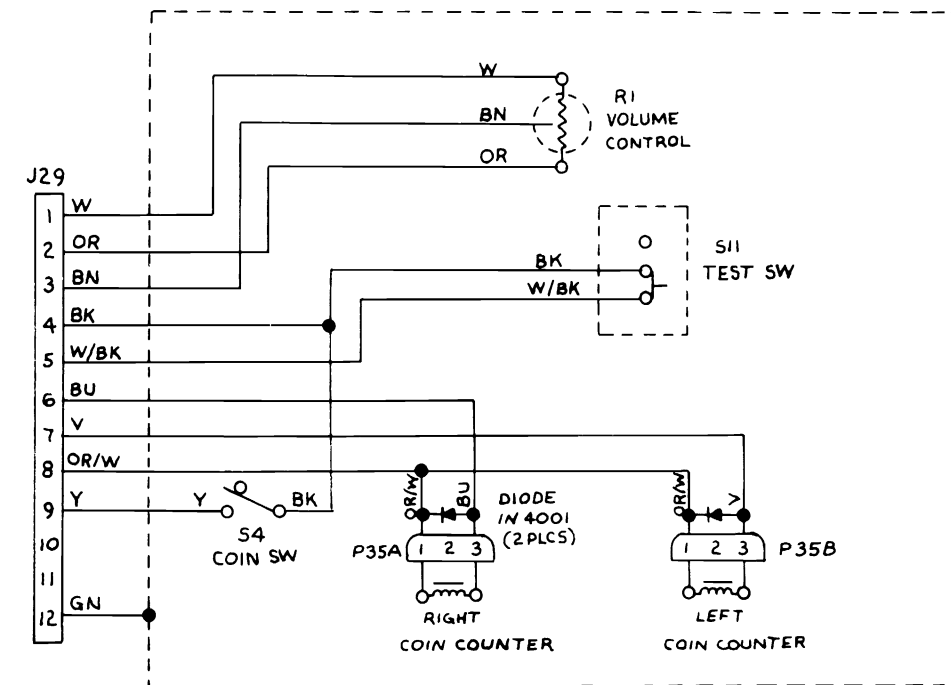 W
R1
VOLUME
CONTROL
BN
OR
J29
1 W
2 OR
3 BN
4 BK
5 W/BK
6 BU
7 V
8 OR/W
9 Y
10
11
12 GN
BK
W/BK
S11
TEST SW
Y
BK
S4
COIN SW
OR/W
BU
DIODE
IN 4001
(2 PLCS)
OR/W
V
P35A
1 2 3
1 2 3
P35B
RIGHT
COIN COUNTER
LEFT
COIN COUNTER